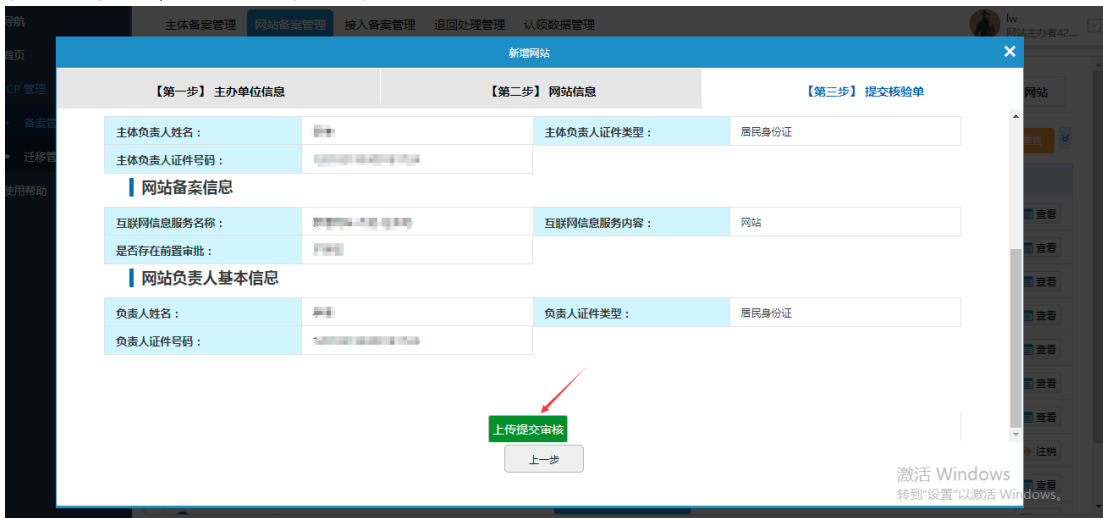 导航
主体备案管理 网站备案管理 接入备案管理 退回处理管理 认领数据管理
lw
网站主办者42...
首页
新增网站
CP 管理
【第一步】 主办单位信息 【第二步】 网站信息 【第三步】 提交核验单
网站
备案管
迁移管
使用帮助
主体负责人姓名： 主体负责人证件类型： 居民身份证
主体负责人证件号码：
网站备案信息
互联网信息服务名称： 互联网信息服务内容： 网站
查看
是否存在前置审批：
查看
网站负责人基本信息
查看
负责人姓名： 负责人证件类型： 居民身份证
查看
负责人证件号码：
查看
查看
查看
上传提交审核
注销
上一步
激活 Windows
查看
转到"设置"以激活 Windows。